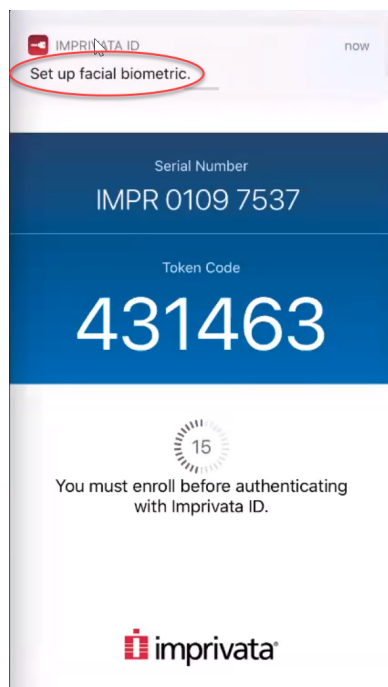 IMPRIVATA ID now
Set up facial biometric.
Serial Number
IMPR 0109 7537
Token Code
431463
15
You must enroll before authenticating
with Imprivata ID.
imprivata